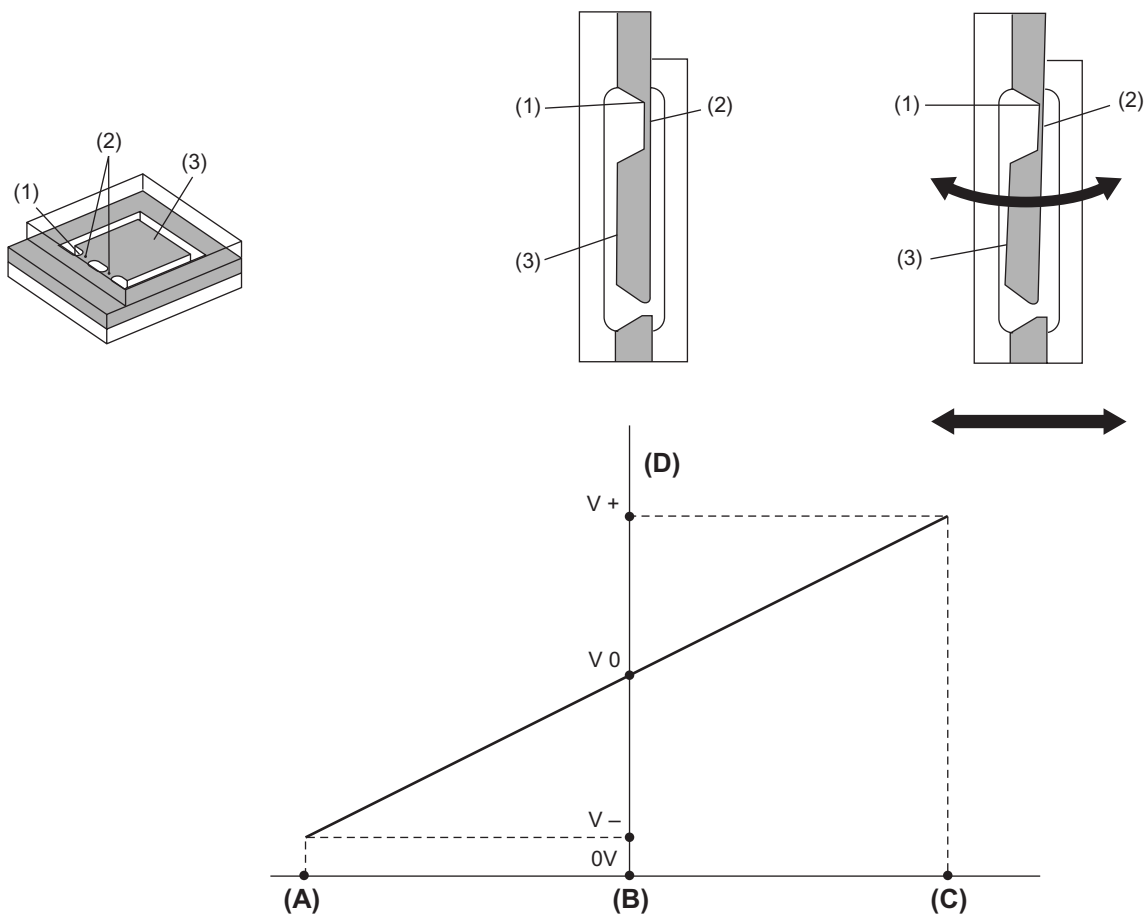 (1)
(2)
(3)
(1)
(2)
(3)
(1)
(2)
(3)
(D)
V +
V 0
V –
0V
(A)
(B)
(C)